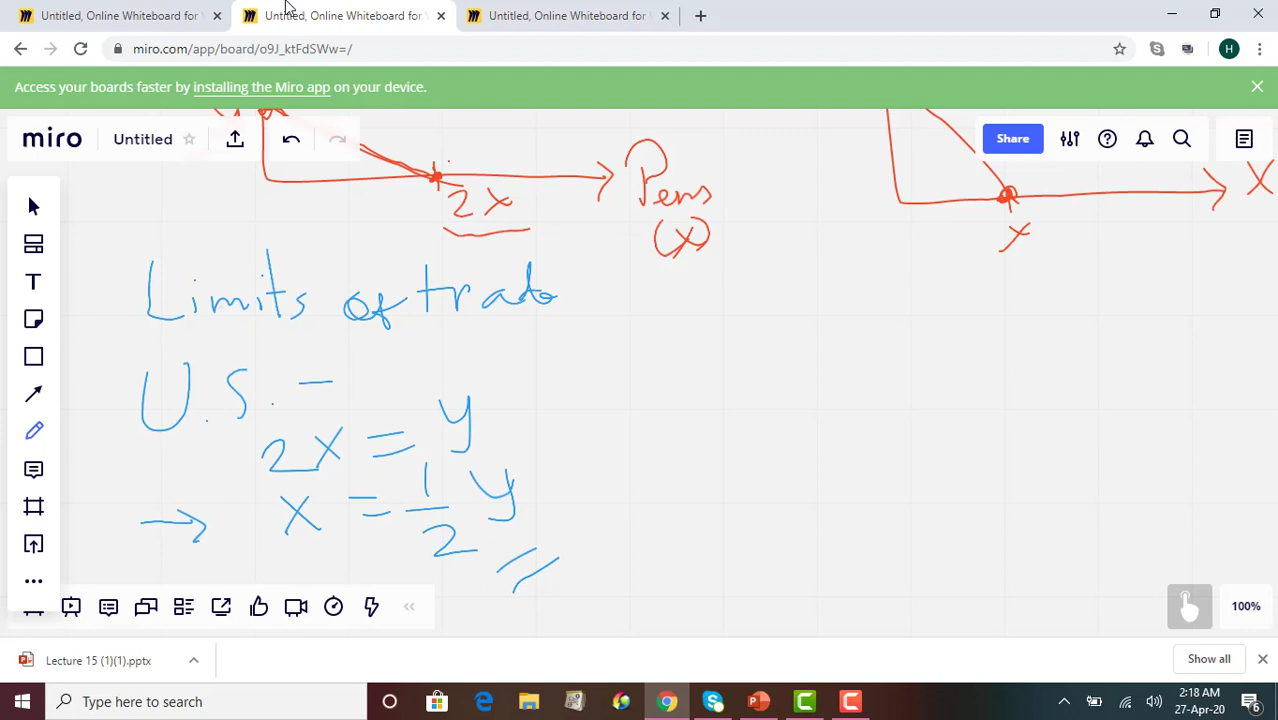 Untitled, Online Whiteboard for
Untitled, Online Whiteboard for
Untitled, Online Whiteboard for
miro.com/app/board/o9J_ktFdSWw=/
H
Access your boards faster by installing the Miro app on your device.
miro
Untitled
Share
2x
Pens
(x)
x
X
Limits of trade
U.S. -
2x = y
→ x = 1/2 y
100%
Lecture 15 (1)(1).pptx
Show all
Type here to search
2:18 AM
27-Apr-20
6